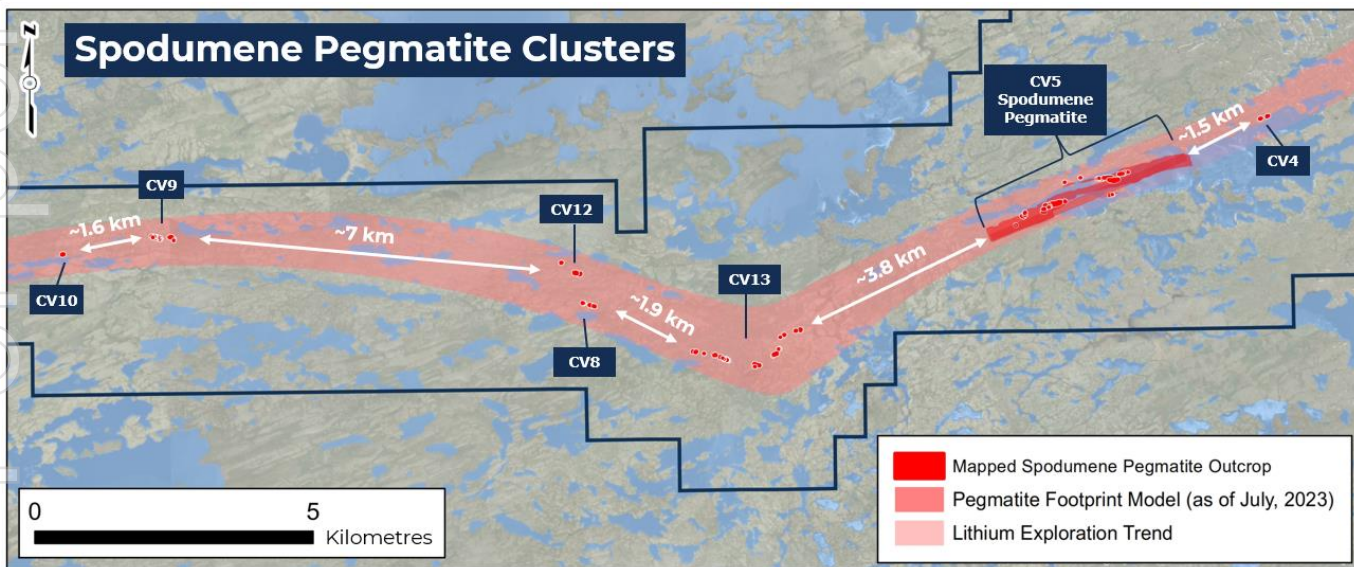 Spodumene Pegmatite Clusters
N
CV5
Spodumene
Pegmatite
~1.5 km
CV4
CV9
~1.6 km
CV10
~7 km
CV12
CV8
~1.9 km
CV13
~3.8 km
0 5
Kilometres
Mapped Spodumene Pegmatite Outcrop
Pegmatite Footprint Model (as of July, 2023)
Lithium Exploration Trend